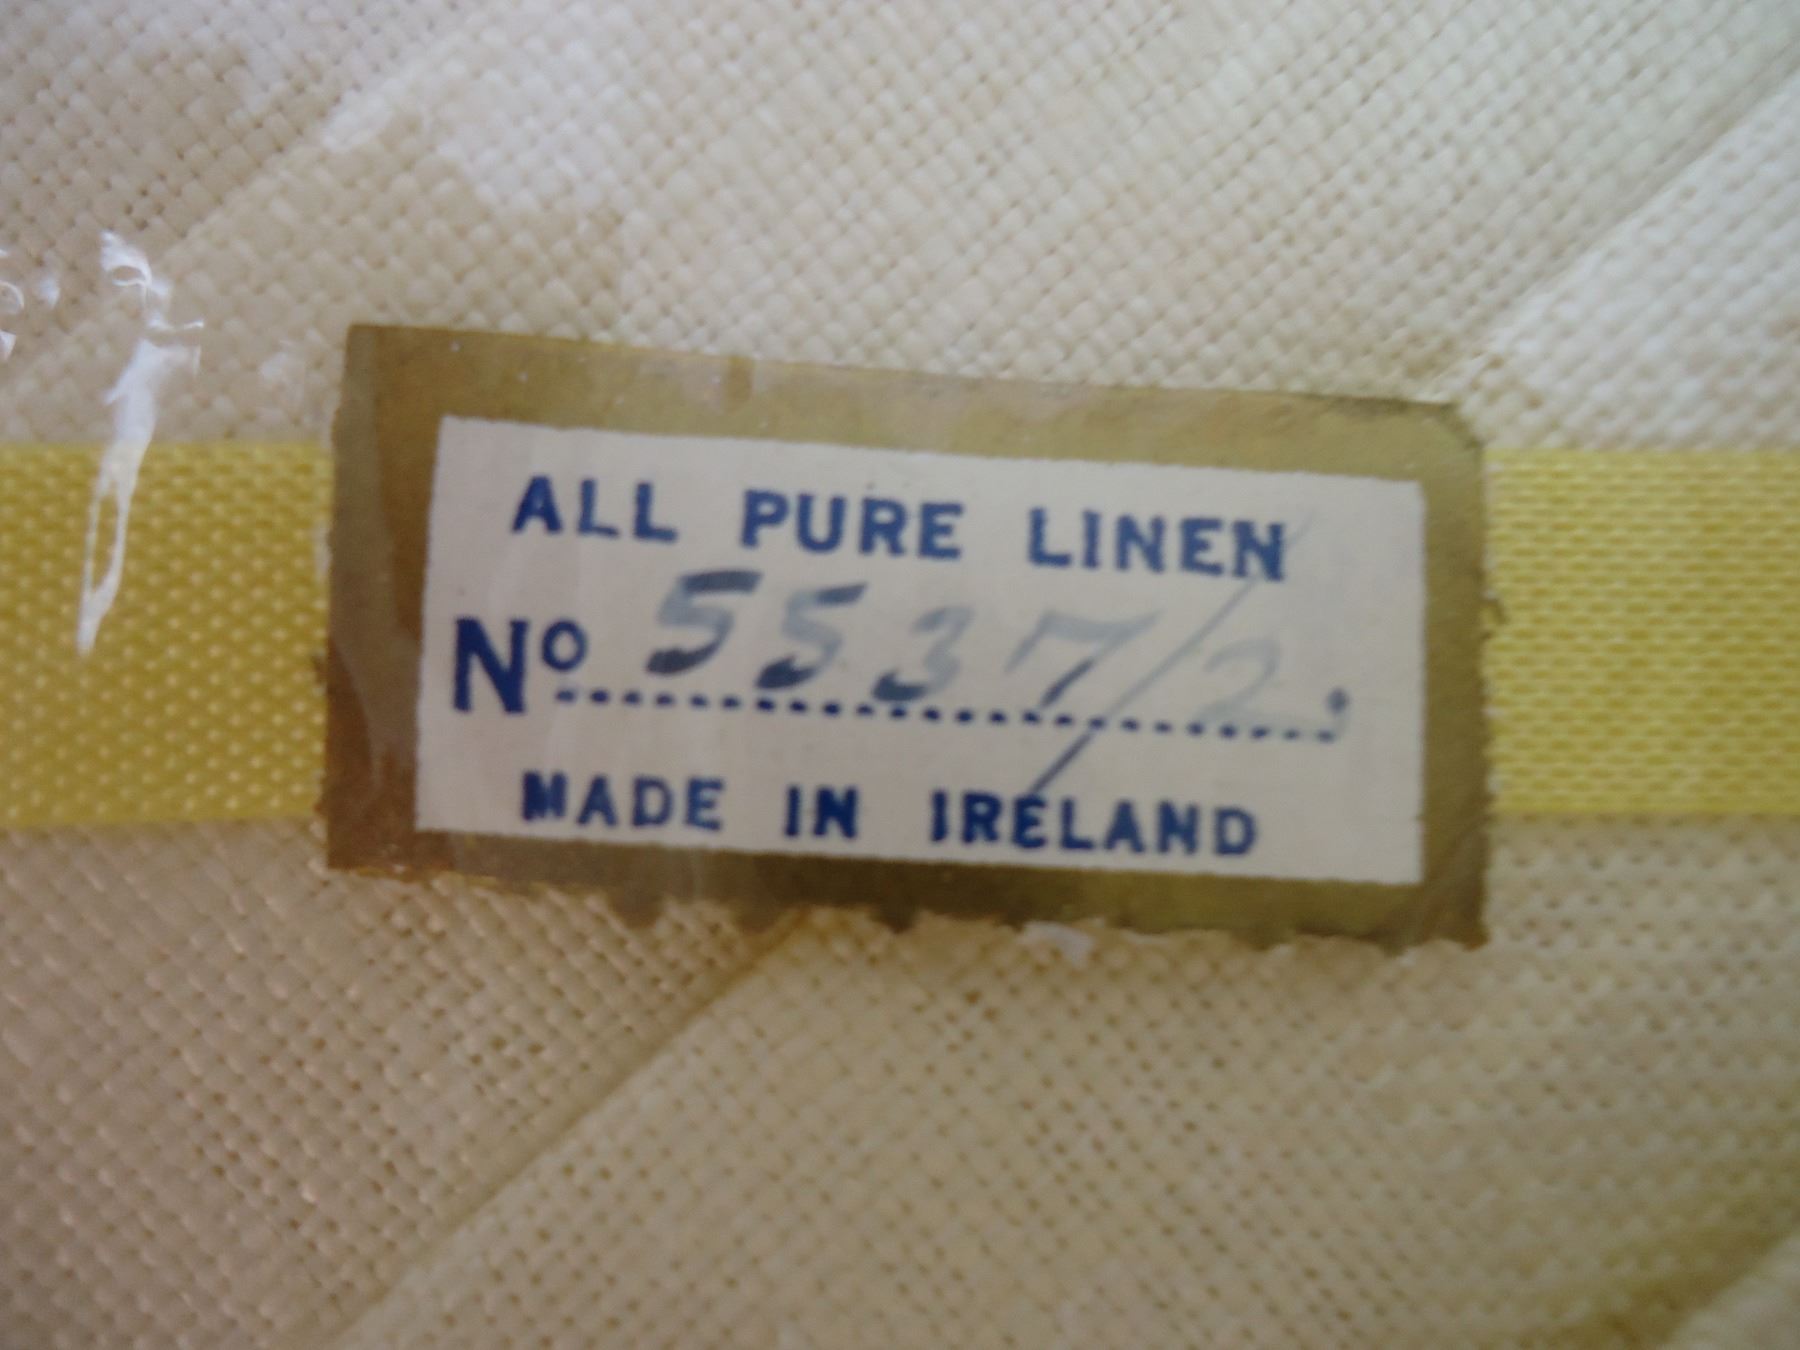 ALL PURE LINEN
Nº 5537/2.
MADE IN IRELAND